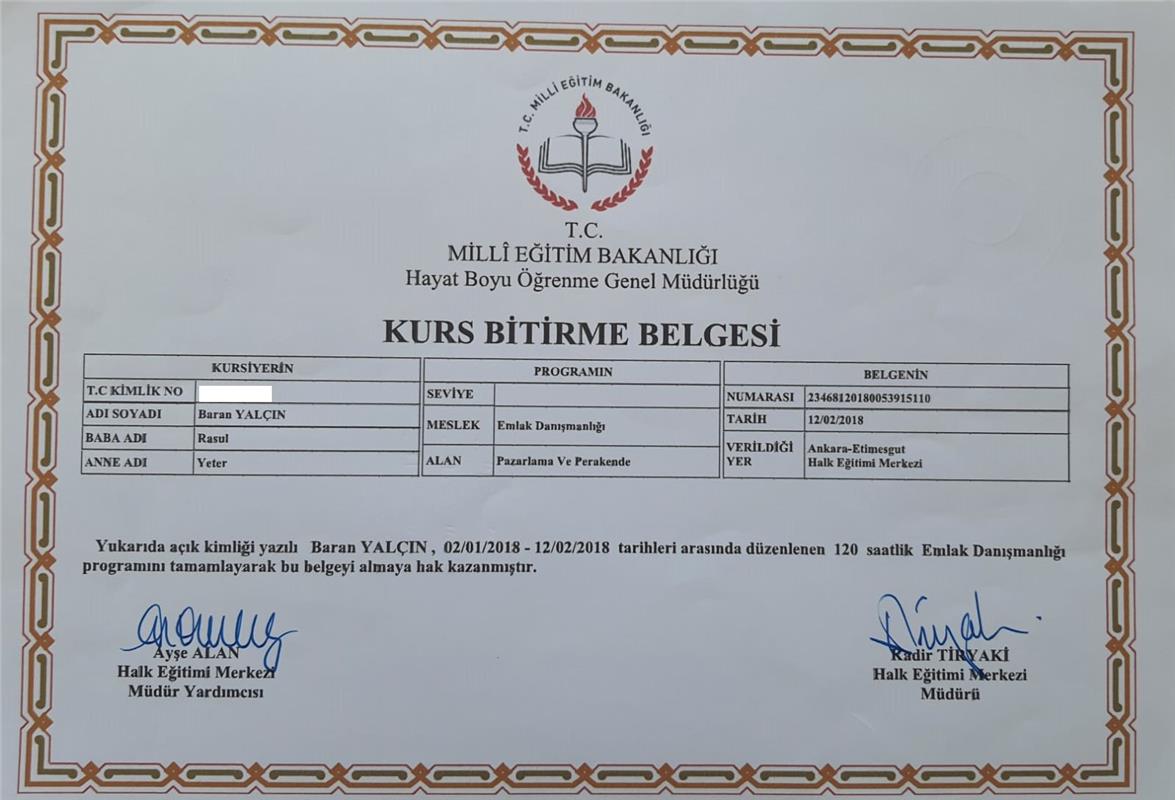 T.C. MİLLİ EĞİTİM BAKANLIĞI
T.C.
MİLLÎ EĞİTİM BAKANLIĞI
Hayat Boyu Öğrenme Genel Müdürlüğü
KURS BİTİRME BELGESİ
KURSİYERİN
T.C KİMLİK NO
ADI SOYADI Baran YALÇIN
BABA ADI Rasul
ANNE ADI Yeter
PROGRAMIN
SEVİYE
MESLEK Emlak Danışmanlığı
ALAN Pazarlama Ve Perakende
BELGENİN
NUMARASI 23468120180053915110
TARİH 12/02/2018
VERİLDİĞİ YER Ankara-Etimesgut
Halk Eğitimi Merkezi
Yukarıda açık kimliği yazılı Baran YALÇIN , 02/01/2018 - 12/02/2018 tarihleri arasında düzenlenen 120 saatlik Emlak Danışmanlığı
programını tamamlayarak bu belgeyi almaya hak kazanmıştır.
Ayşe ALAN
Halk Eğitimi Merkezi
Müdür Yardımcısı
Kadir TİRYAKİ
Halk Eğitimi Merkezi
Müdürü